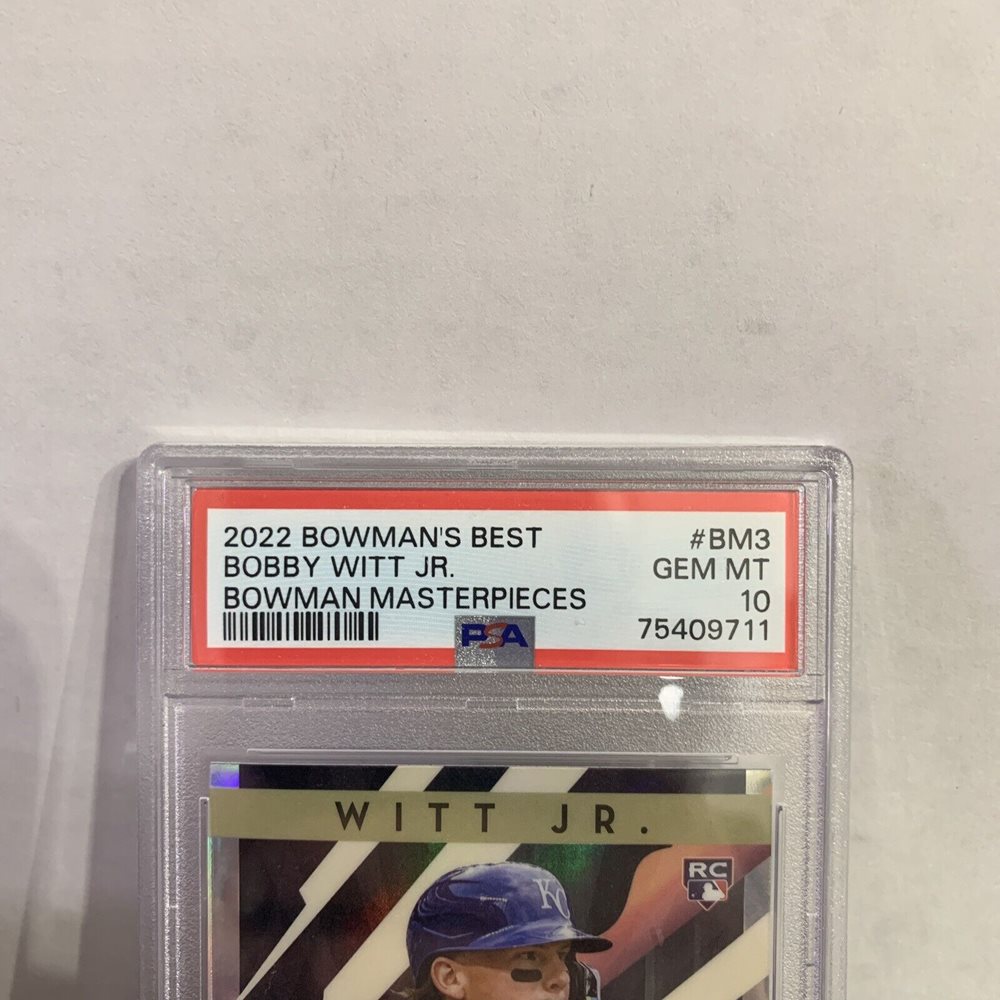 2022 BOWMAN'S BEST #BM3
BOBBY WITT JR. GEM MT
BOWMAN MASTERPIECES 10
75409711
PSA
WITT JR.
RC
KC